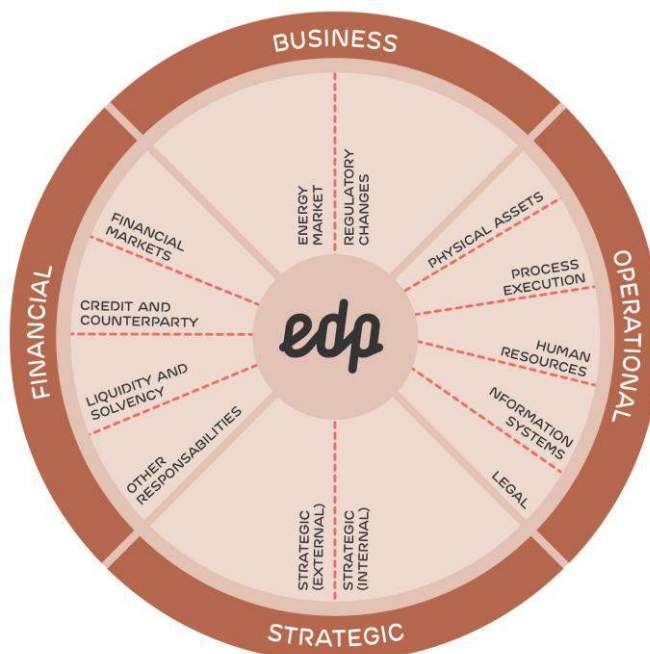 BUSINESS
ENERGY
MARKET
REGULATORY
CHANGES
OPERATIONAL
PHYSICAL ASSETS
PROCESS
EXECUTION
HUMAN
RESOURCES
NFORMATION
SYSTEMS
LEGAL
STRATEGIC
STRATEGIC
(EXTERNAL)
STRATEGIC
(INTERNAL)
FINANCIAL
FINANCIAL
MARKETS
CREDIT AND
COUNTERPARTY
LIQUIDITY AND
SOLVENCY
OTHER
RESPONSABILITIES
edp